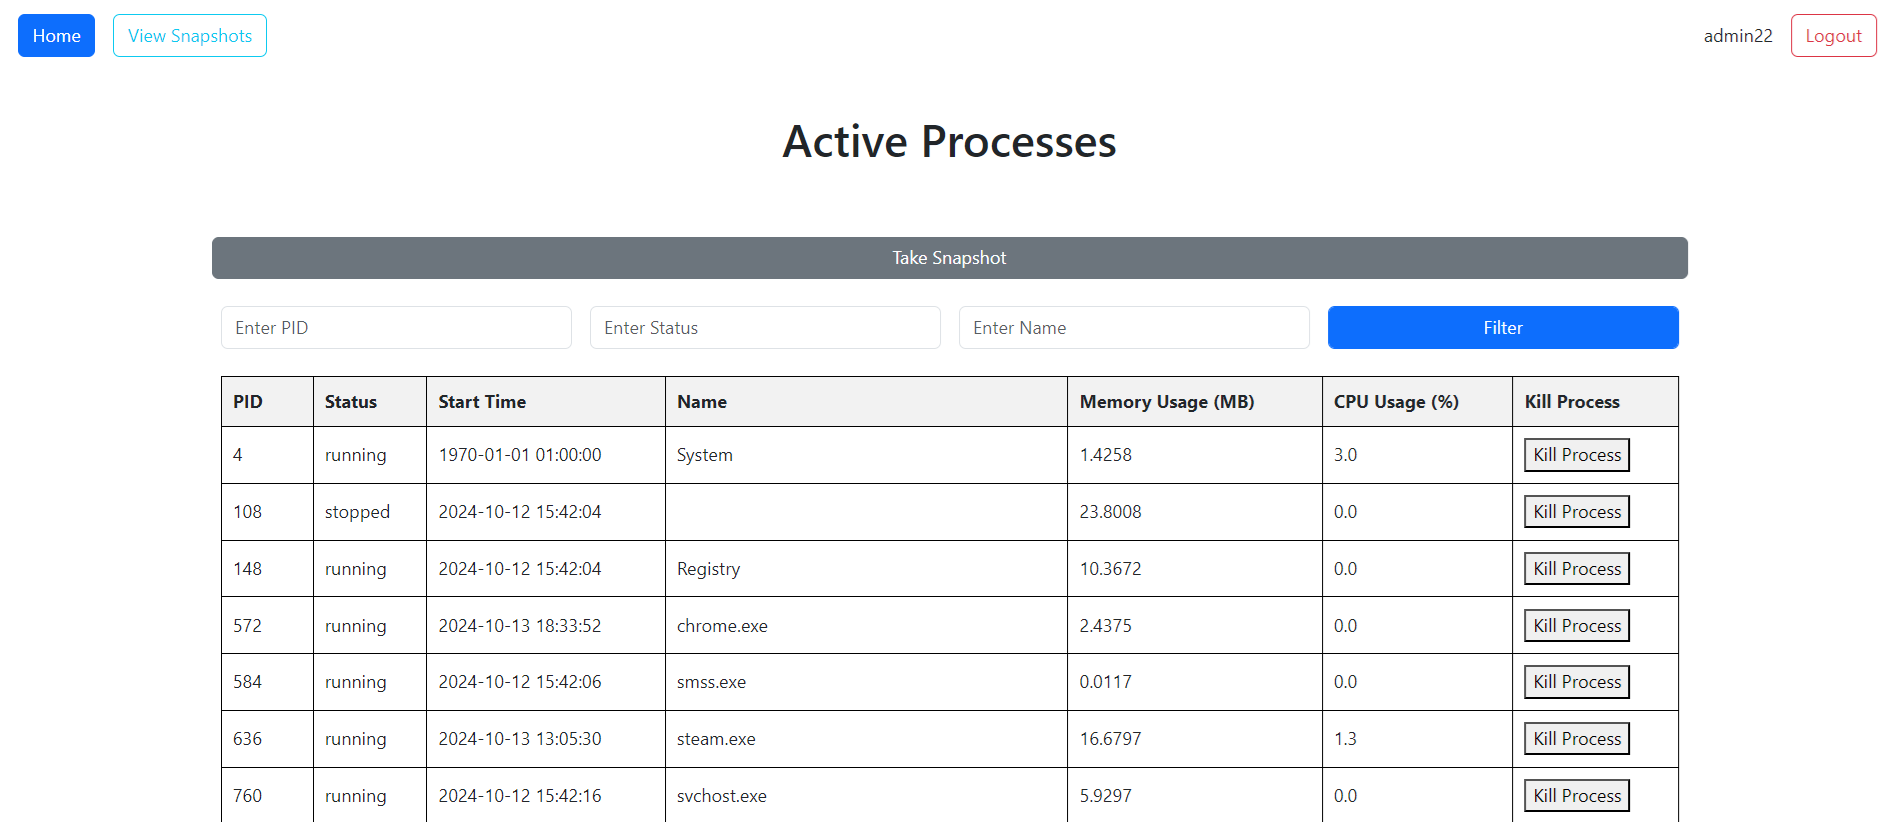 Home View Snapshots admin22 Logout
Active Processes
Take Snapshot
Enter PID Enter Status Enter Name Filter
PID Status Start Time Name Memory Usage (MB) CPU Usage (%) Kill Process
4 running 1970-01-01 01:00:00 System 1.4258 3.0 Kill Process
108 stopped 2024-10-12 15:42:04 23.8008 0.0 Kill Process
148 running 2024-10-12 15:42:04 Registry 10.3672 0.0 Kill Process
572 running 2024-10-13 18:33:52 chrome.exe 2.4375 0.0 Kill Process
584 running 2024-10-12 15:42:06 smss.exe 0.0117 0.0 Kill Process
636 running 2024-10-13 13:05:30 steam.exe 16.6797 1.3 Kill Process
760 running 2024-10-12 15:42:16 svchost.exe 5.9297 0.0 Kill Process